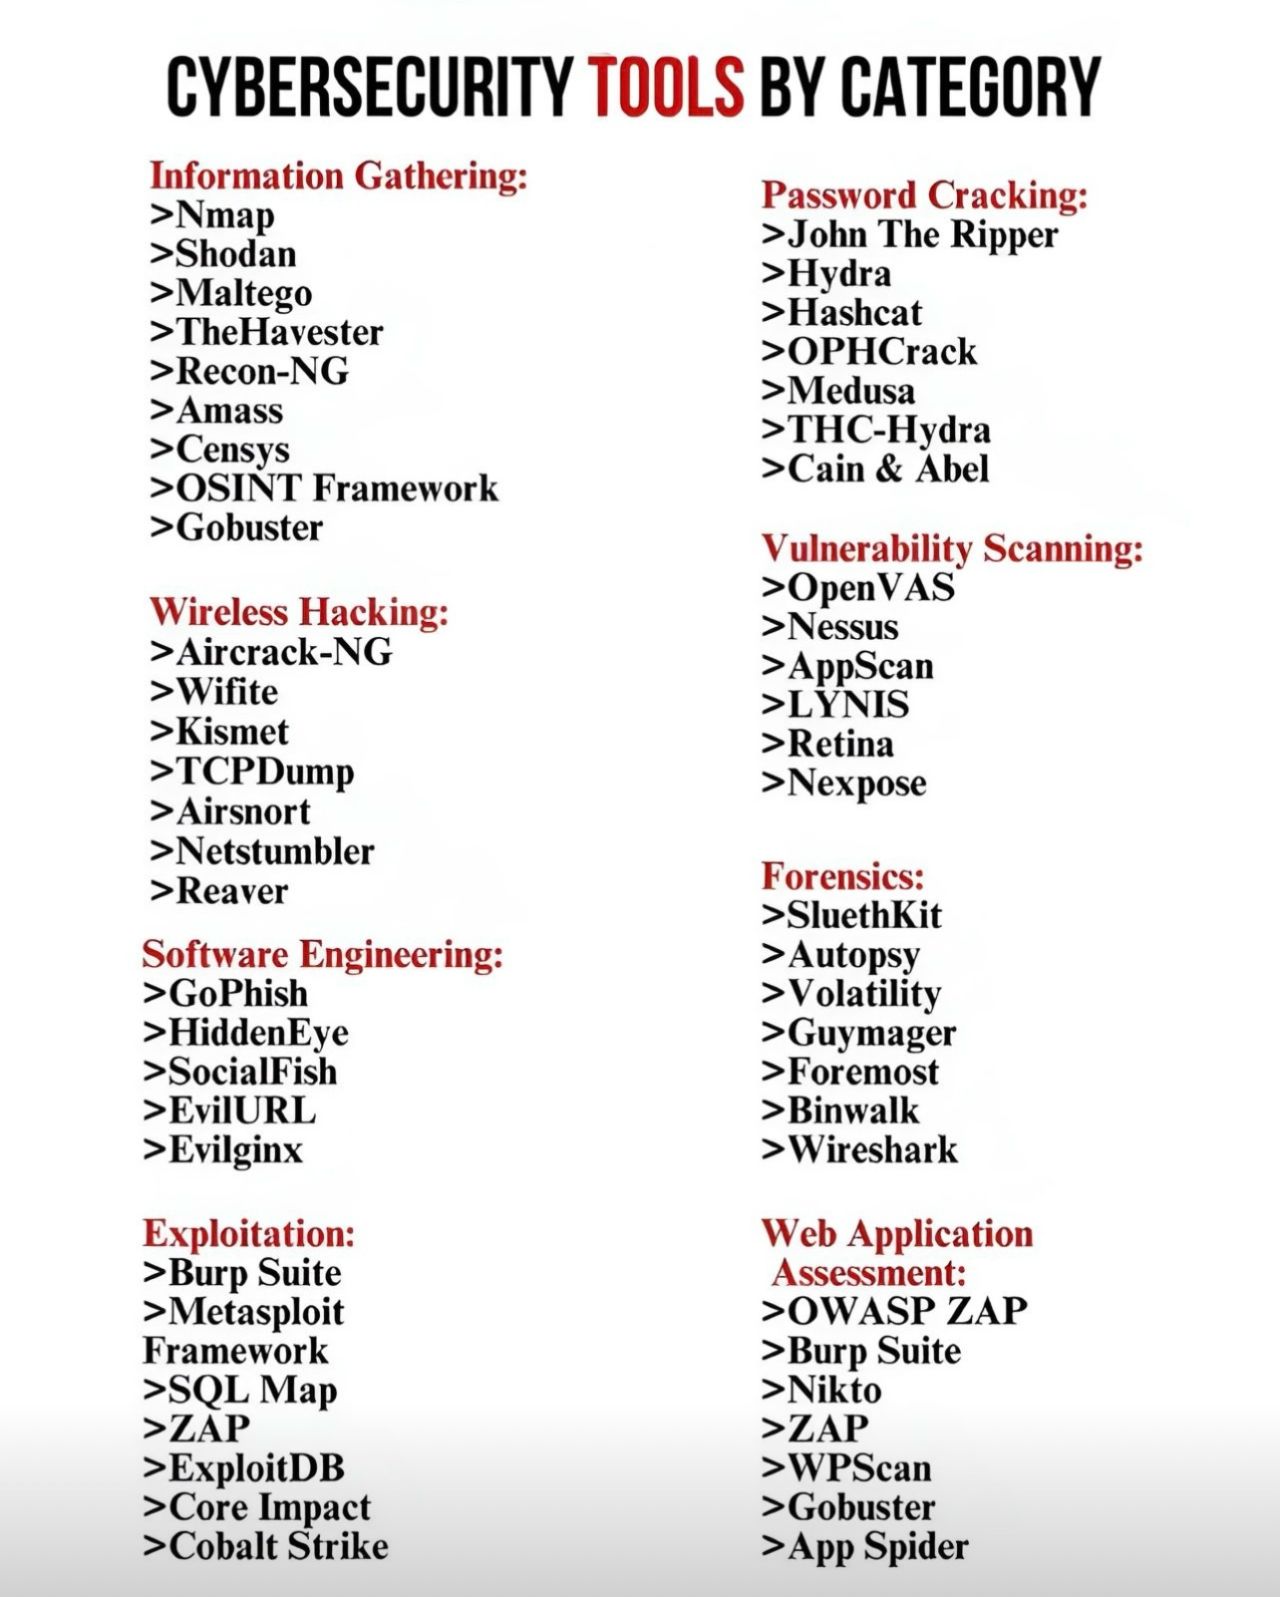 CYBERSECURITY TOOLS BY CATEGORY
Information Gathering:
>Nmap
>Shodan
>Maltego
>TheHavester
>Recon-NG
>Amass
>Censys
>OSINT Framework
>Gobuster
Wireless Hacking:
>Aircrack-NG
>Wifite
>Kismet
>TCPDump
>Airsnort
>Netstumbler
>Reaver
Software Engineering:
>GoPhish
>HiddenEye
>SocialFish
>EvilURL
>Evilginx
Exploitation:
>Burp Suite
>Metasploit
Framework
>SQL Map
>ZAP
>ExploitDB
>Core Impact
>Cobalt Strike
Password Cracking:
>John The Ripper
>Hydra
>Hashcat
>OPHCrack
>Medusa
>THC-Hydra
>Cain & Abel
Vulnerability Scanning:
>OpenVAS
>Nessus
>AppScan
>LYNIS
>Retina
>Nexpose
Forensics:
>SluethKit
>Autopsy
>Volatility
>Guymager
>Foremost
>Binwalk
>Wireshark
Web Application
Assessment:
>OWASP ZAP
>Burp Suite
>Nikto
>ZAP
>WPScan
>Gobuster
>App Spider